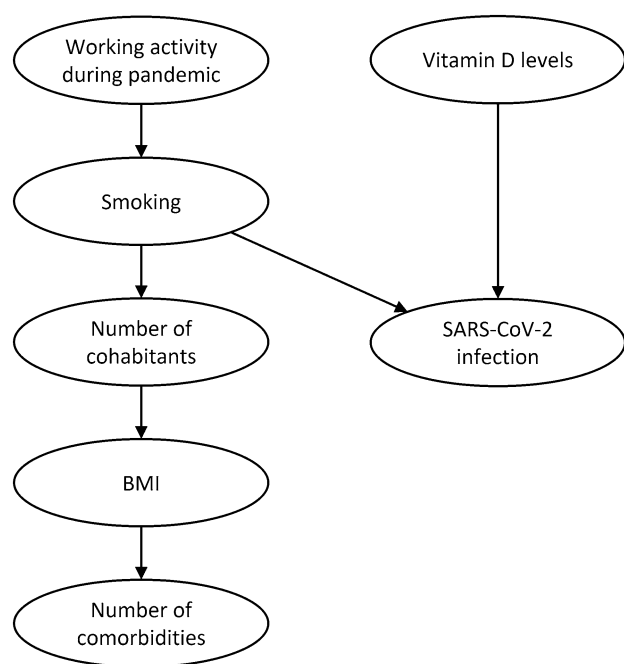 Working activity
during pandemic
Vitamin D levels
Smoking
Number of
cohabitants
SARS-CoV-2
infection
BMI
Number of
comorbidities